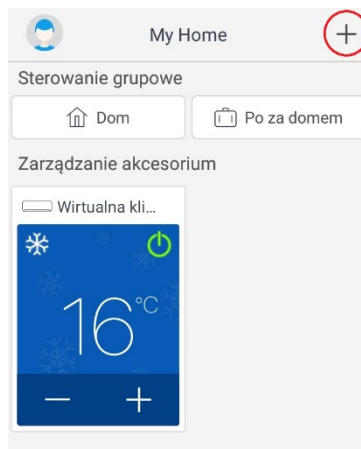 My Home
Sterowanie grupowe
Dom
Po za domem
Zarządzanie akcesorium
Wirtualna kli...
16°C